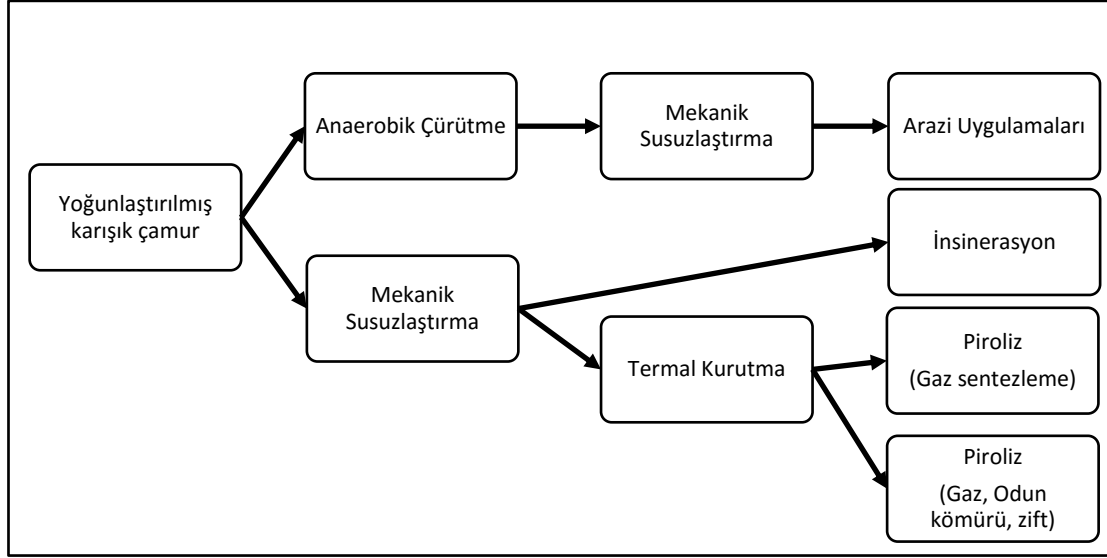 Yoğunlaştırılmış
karışık çamur
Anaerobik Çürütme
Mekanik
Susuzlaştırma
Arazi Uygulamaları
Mekanik
Susuzlaştırma
İnsinerasyon
Termal Kurutma
Piroliz
(Gaz sentezleme)
Piroliz
(Gaz, Odun
kömürü, zift)